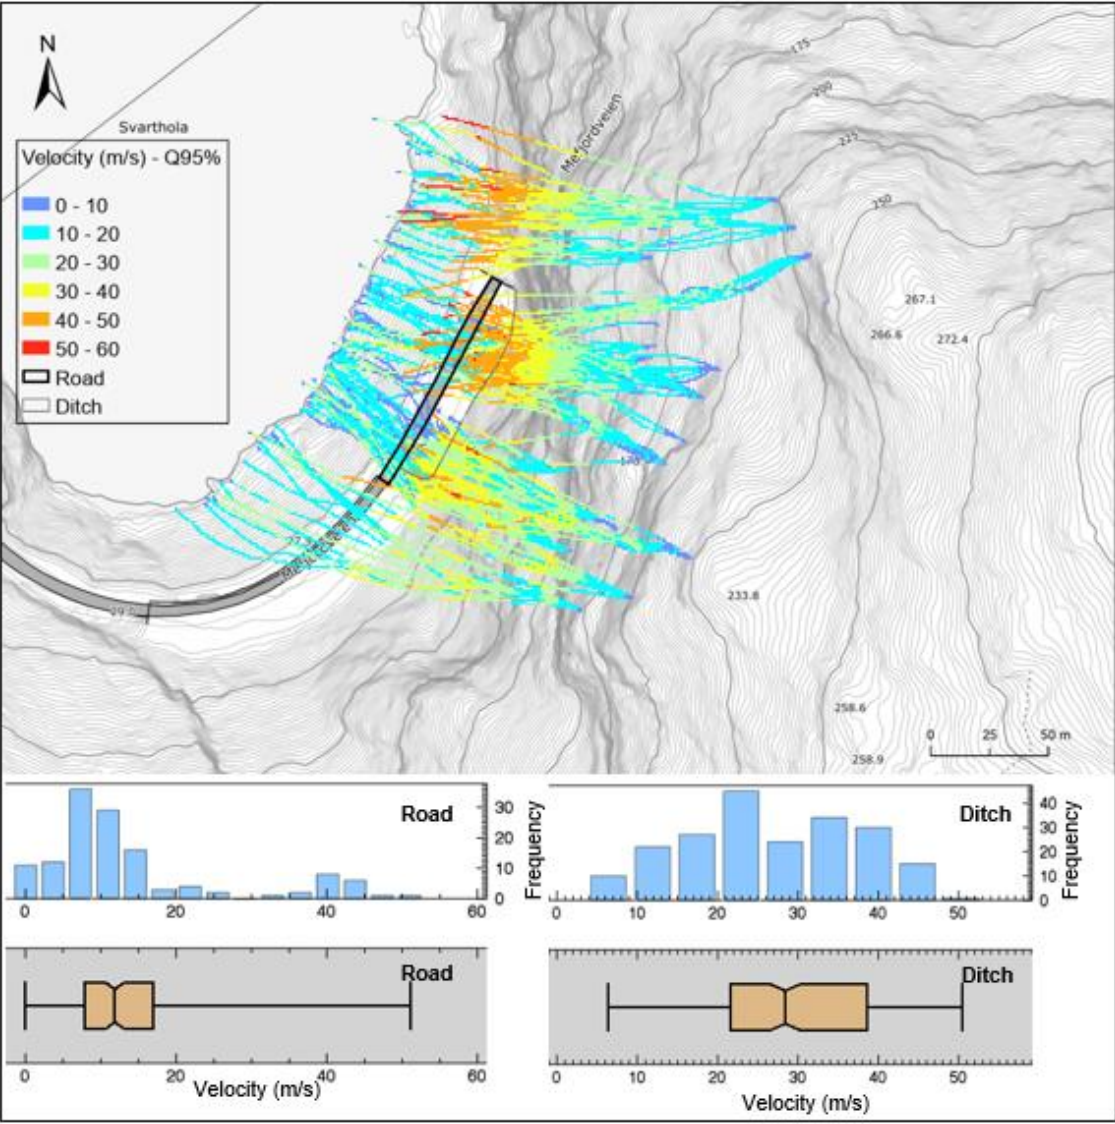 N
Svarthola
Velocity (m/s) - Q95%
0 - 10
10 - 20
20 - 30
30 - 40
40 - 50
50 - 60
Road
Ditch
Mefjordveien
175
200
225
250
267.1
266.8
272.4
233.8
258.6
258.9
0 25 50 m
Road
Frequency
30
20
10
0
0 20 40 60
Ditch
Frequency
40
30
20
10
0
0 10 20 30 40 50
Road
0 20 40 60
Velocity (m/s)
Ditch
0 10 20 30 40 50
Velocity (m/s)